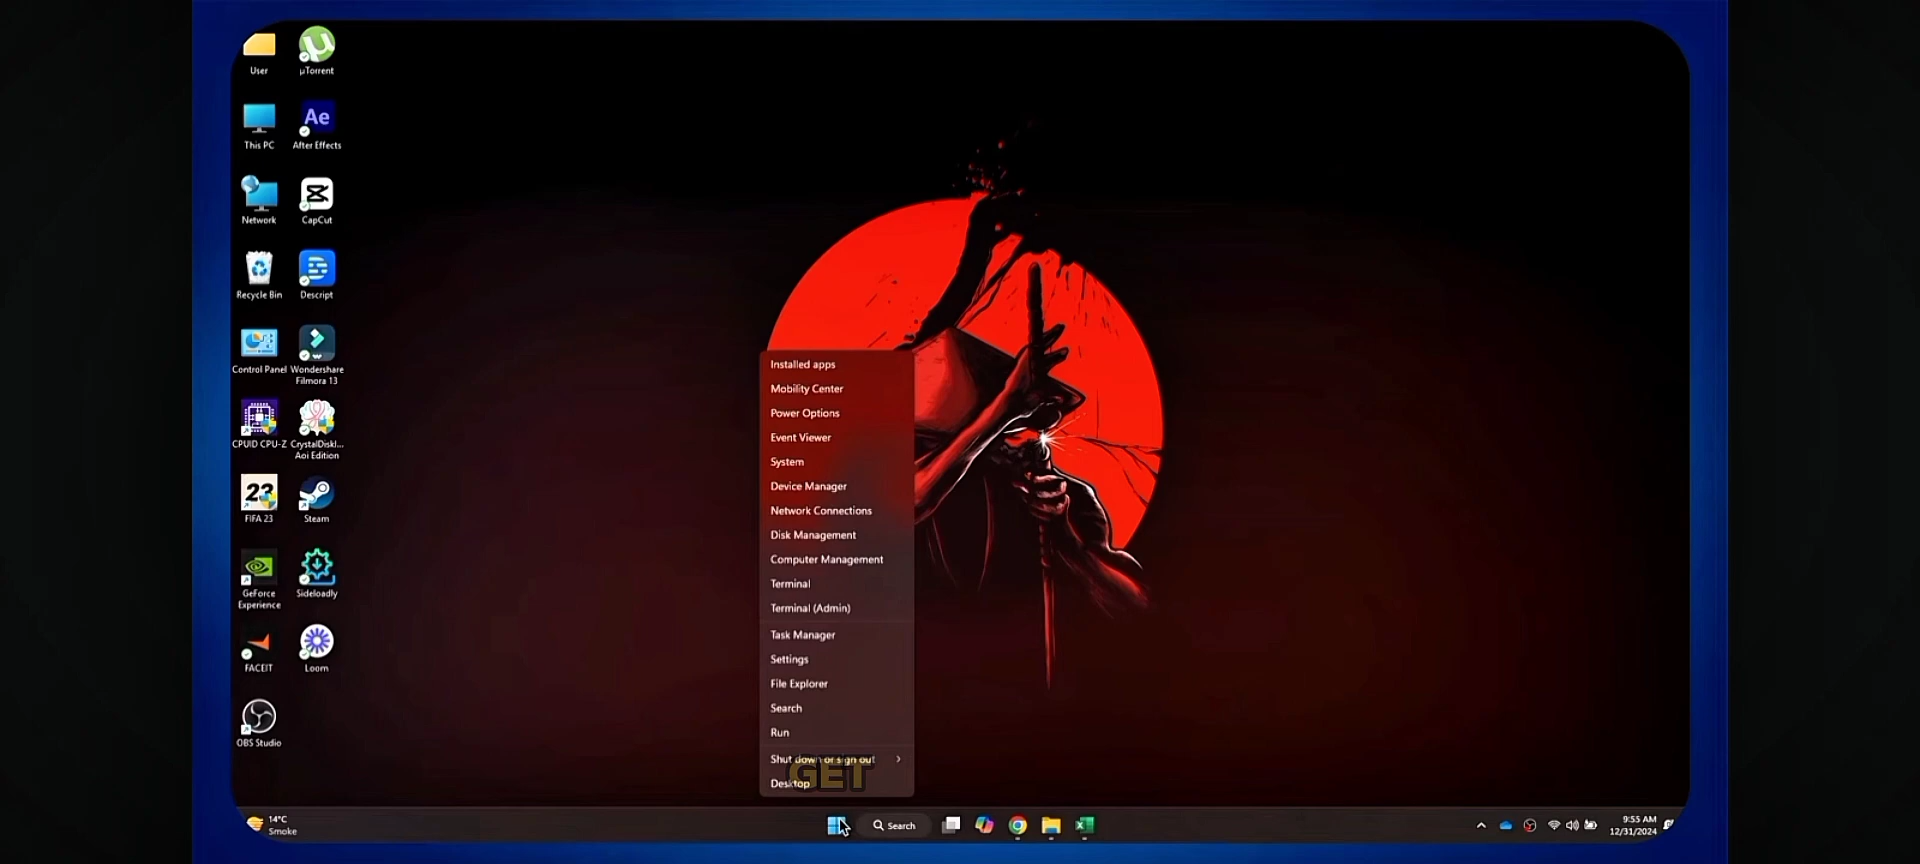 User
µTorrent
This PC
Ae
After Effects
Network
CapCut
Recycle Bin
Descript
Control Panel
Wondershare
Filmora 13
CPUID CPU-Z
CrystalDiskI...
Aoi Edition
23
FIFA 23
Steam
GeForce
Experience
Sideloadly
FACEIT
Loom
OBS Studio
Installed apps
Mobility Center
Power Options
Event Viewer
System
Device Manager
Network Connections
Disk Management
Computer Management
Terminal
Terminal (Admin)
Task Manager
Settings
File Explorer
Search
Run
Shut down or sign out
GET
Desktop
14°C
Smoke
Search
9:55 AM
12/31/2024